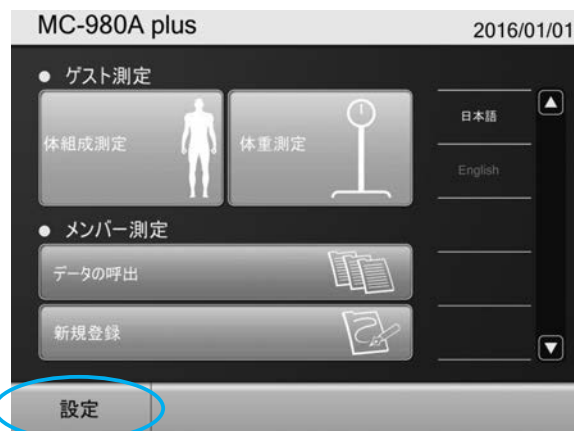 MC-980A plus 2016/01/01
● ゲスト測定
体組成測定 体重測定
日本語
English
● メンバー測定
データの呼出
新規登録
設定